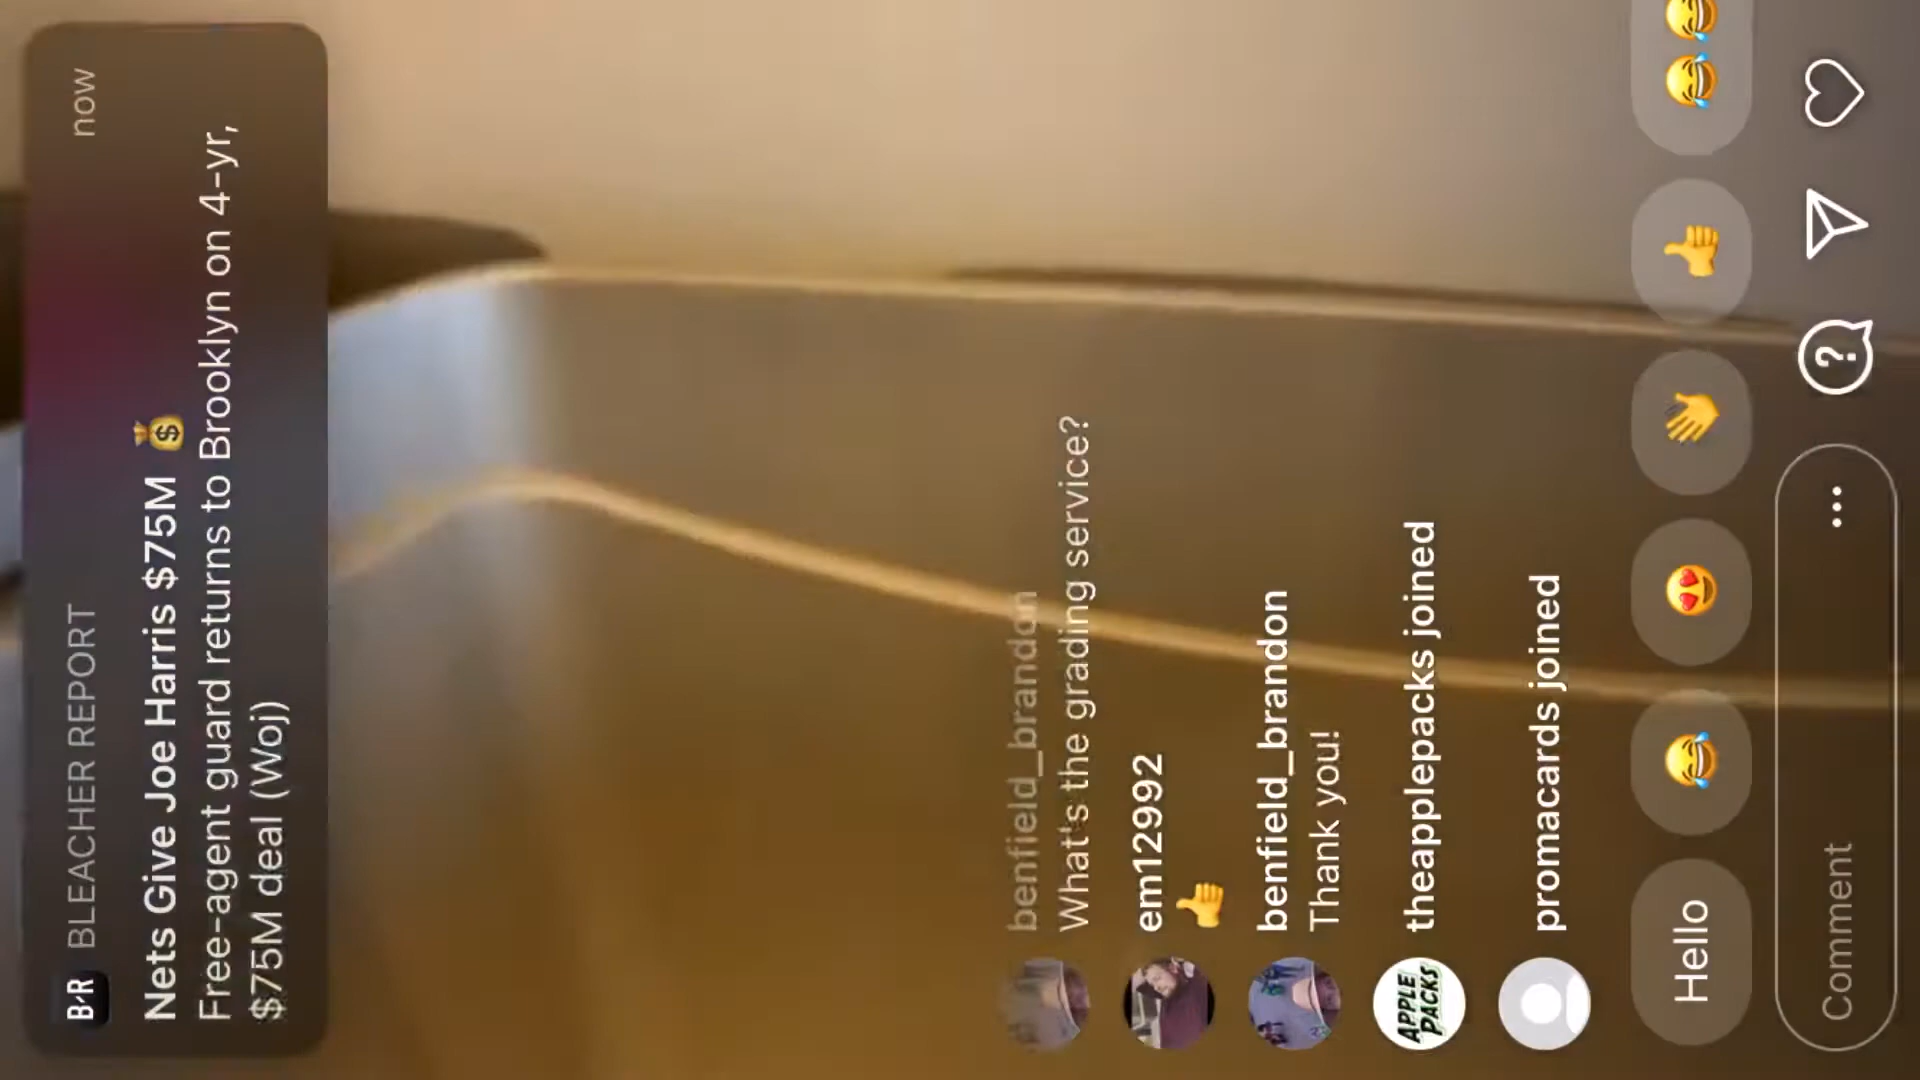 B·R BLEACHER REPORT now
Nets Give Joe Harris $75M 💰
Free-agent guard returns to Brooklyn on 4-yr,
$75M deal (Woj)
benfield_brandon
What's the grading service?
em12992
👍
benfield_brandon
Thank you!
APPLE
PACKS
theapplepacks joined
promacards joined
Hello 😂 😍 👋 👍 😂😂
Comment ... ?